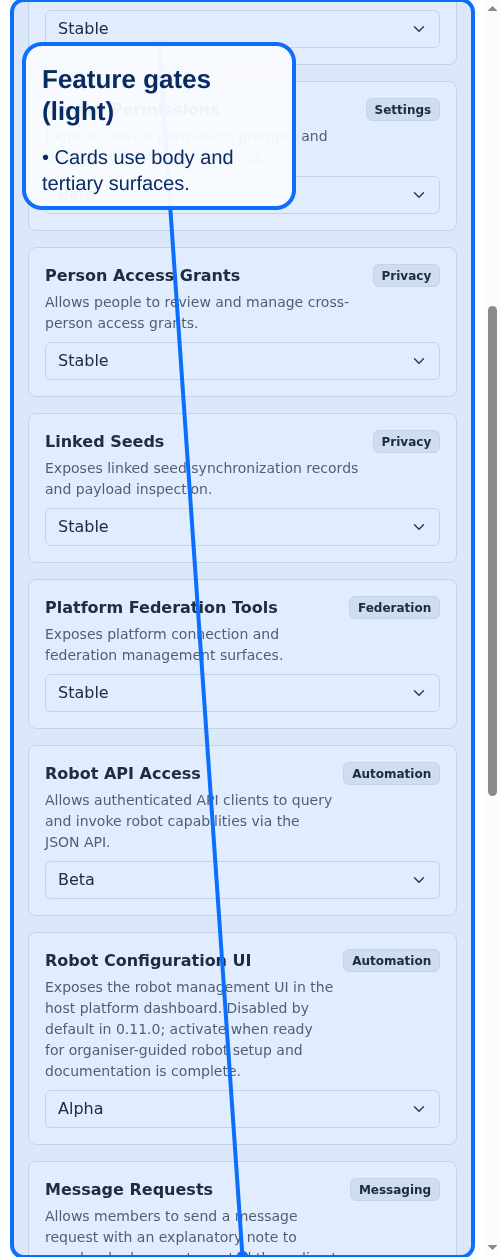 Stable
Feature gates
(light)
• Cards use body and
tertiary surfaces.
Permissions
Settings
Exposes device permission prompts and
Person Access Grants
Privacy
Allows people to review and manage cross-
person access grants.
Stable
Linked Seeds
Privacy
Exposes linked seed synchronization records
and payload inspection.
Stable
Platform Federation Tools
Federation
Exposes platform connection and
federation management surfaces.
Stable
Robot API Access
Automation
Allows authenticated API clients to query
and invoke robot capabilities via the
JSON API.
Beta
Robot Configuration UI
Automation
Exposes the robot management UI in the
host platform dashboard. Disabled by
default in 0.11.0; activate when ready
for organiser-guided robot setup and
documentation is complete.
Alpha
Message Requests
Messaging
Allows members to send a message
request with an explanatory note to